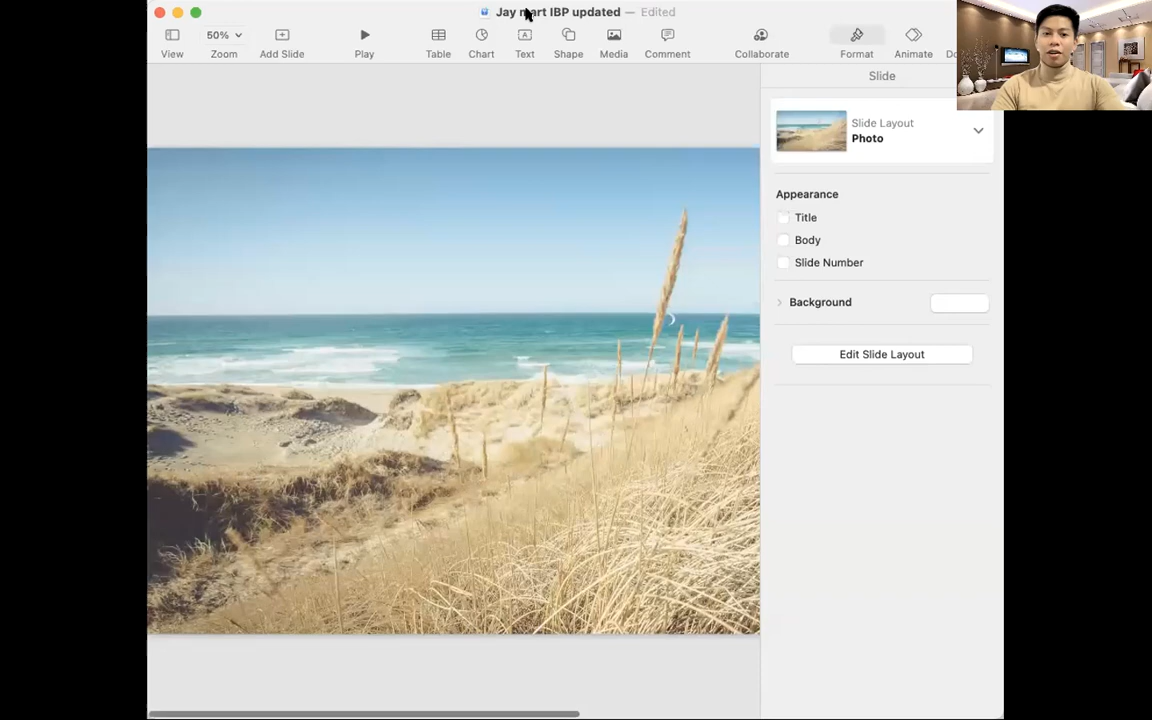 Jay mart IBP updated — Edited
View
50%
Zoom
Add Slide
Play
Table
Chart
Text
Shape
Media
Comment
Collaborate
Format
Animate
Slide
Slide Layout
Photo
Appearance
Title
Body
Slide Number
Background
Edit Slide Layout